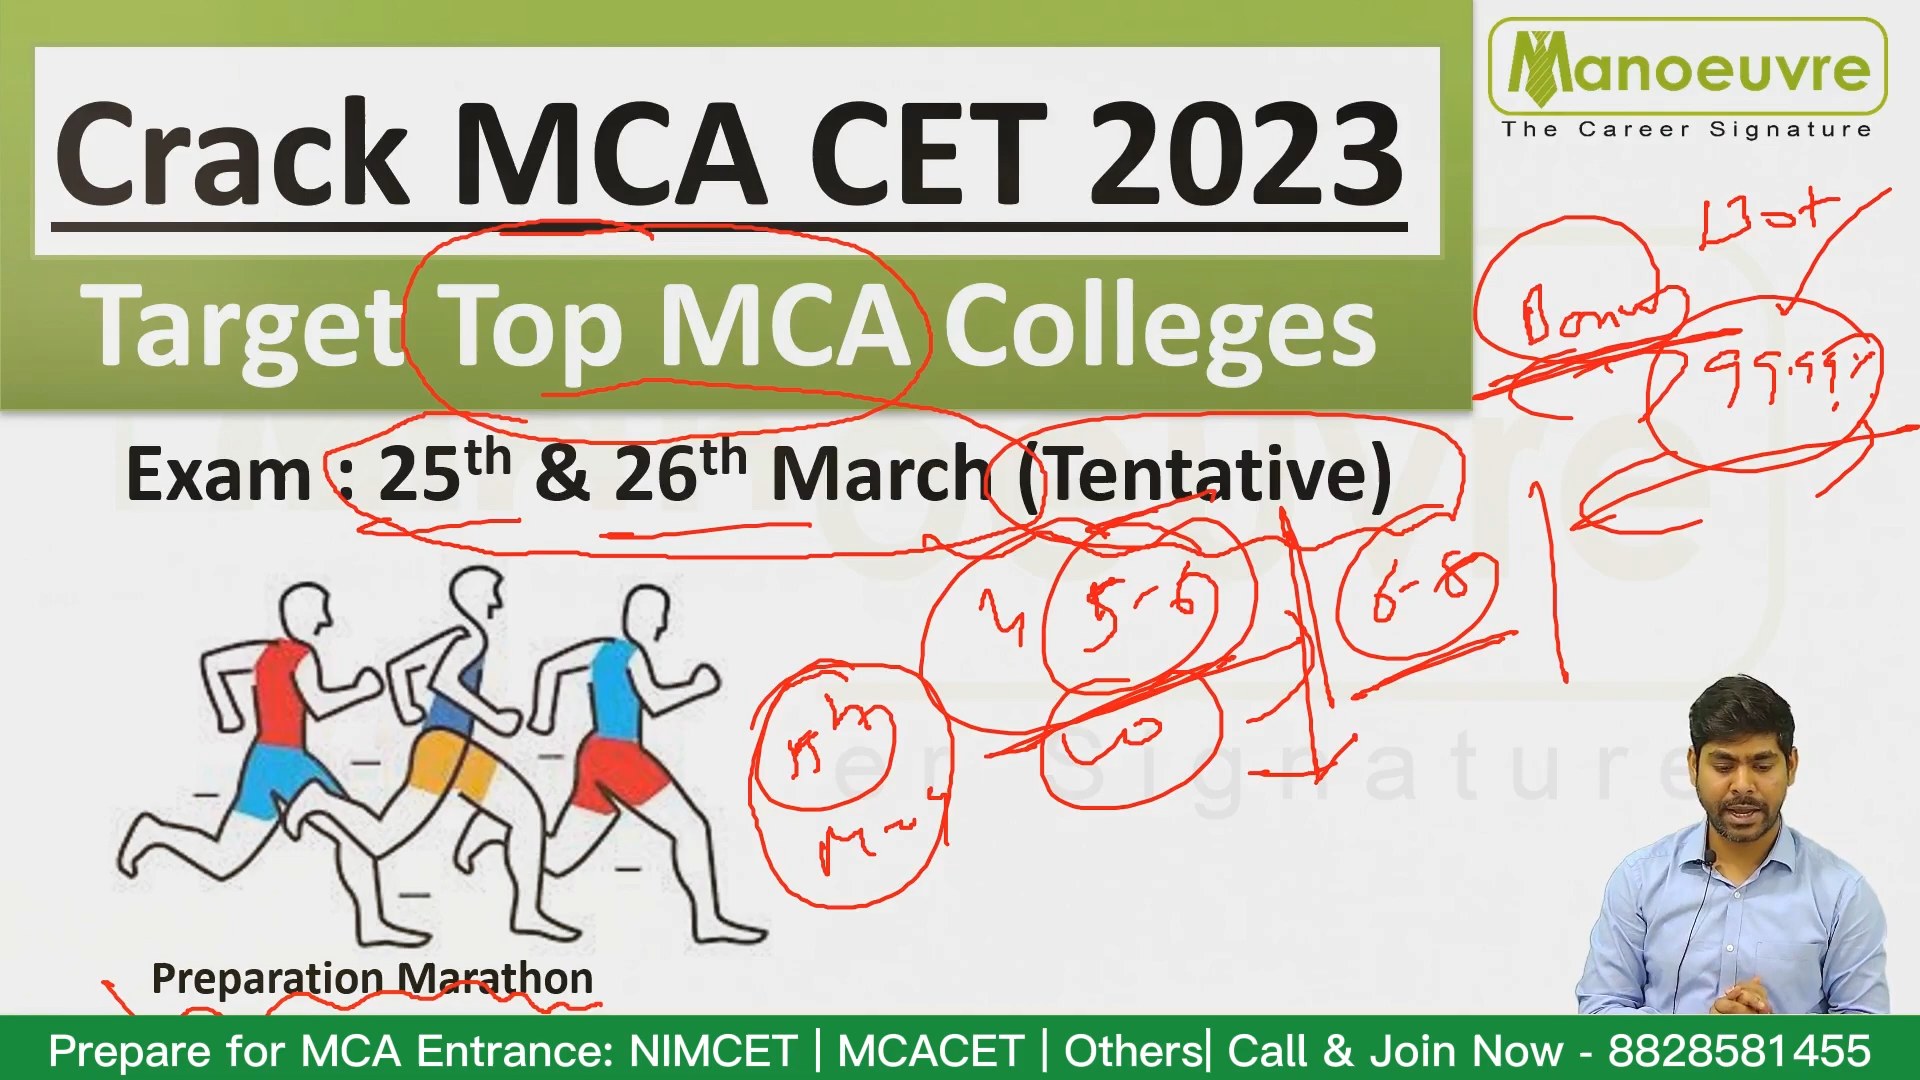 Manoeuvre
The Career Signature
Crack MCA CET 2023
Target Top MCA Colleges
Exam : 25th & 26th March (Tentative)
Bonus
99.99%
5-6
6-8
Preparation Marathon
Prepare for MCA Entrance: NIMCET | MCACET | Others| Call & Join Now - 8828581455